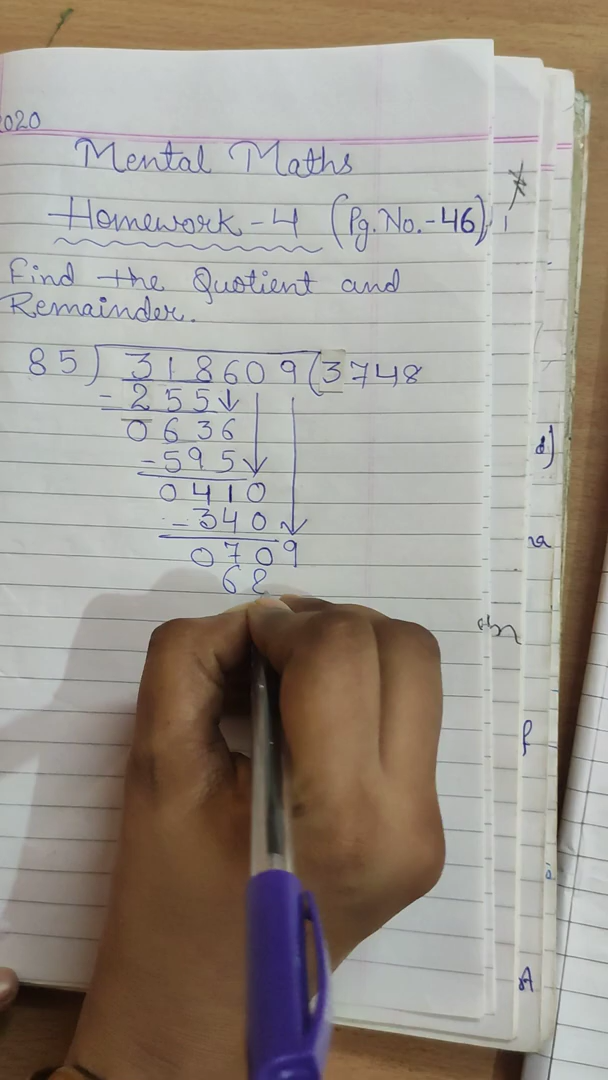 2020
Mental Maths
Homework-4 (Pg.No.-46)
Find the Quotient and
Remainder.
85) 318609 (3748
- 255
0636
-595
0410
-340
0709
68